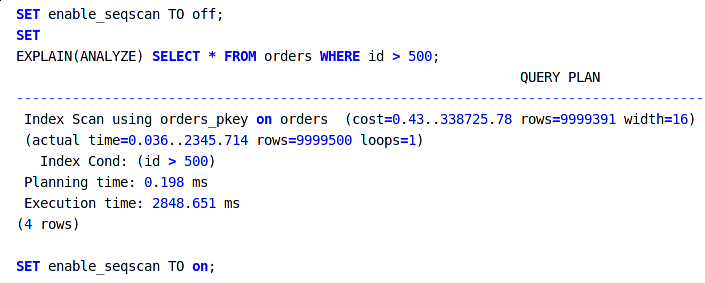 SET enable_seqscan TO off;
SET
EXPLAIN(ANALYZE) SELECT * FROM orders WHERE id > 500;
QUERY PLAN
--------------------------------------------------------------------------------------
Index Scan using orders_pkey on orders  (cost=0.43..338725.78 rows=9999391 width=16)
(actual time=0.036..2345.714 rows=9999500 loops=1)
Index Cond: (id > 500)
Planning time: 0.198 ms
Execution time: 2848.651 ms
(4 rows)
SET enable_seqscan TO on;